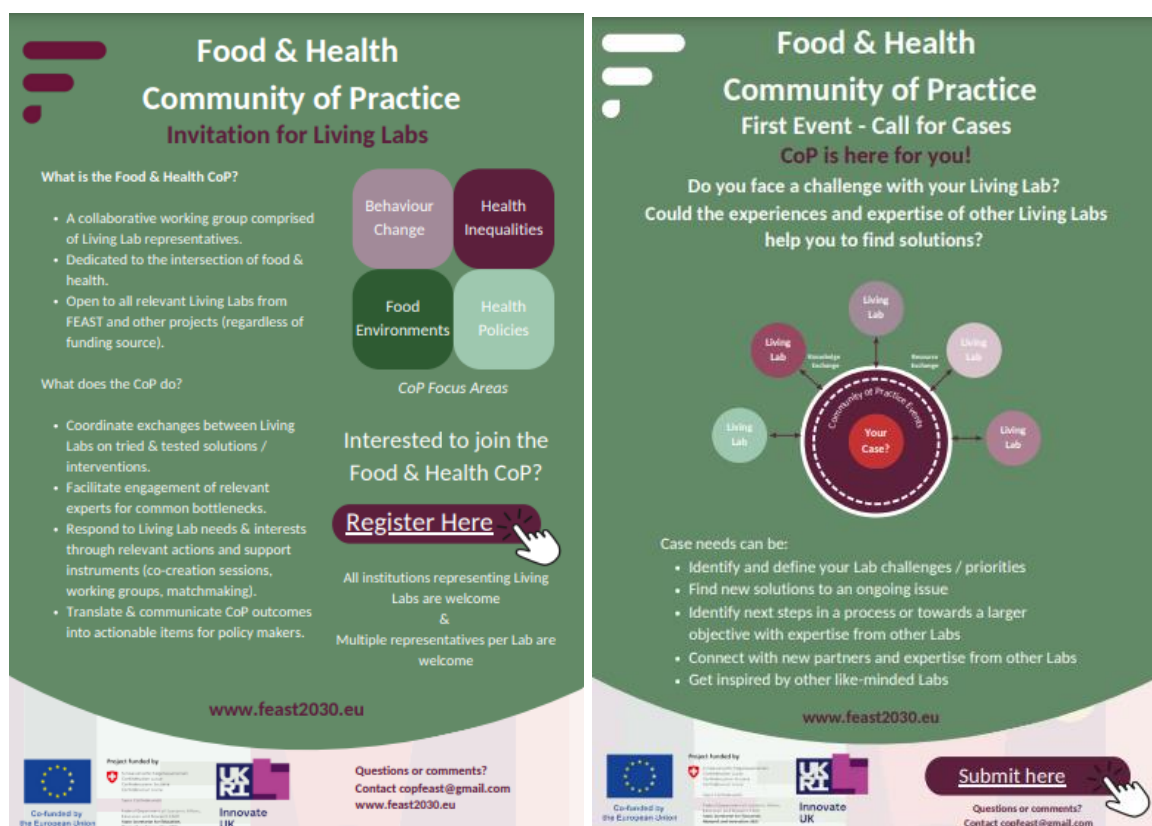 Food & Health
Community of Practice
Invitation for Living Labs
What is the Food & Health CoP?
• A collaborative working group comprised
of Living Lab representatives.
• Dedicated to the intersection of food &
health.
• Open to all relevant Living Labs from
FEAST and other projects (regardless of
funding source).
What does the CoP do?
• Coordinate exchanges between Living
Labs on tried & tested solutions /
interventions.
• Facilitate engagement of relevant
experts for common bottlenecks.
• Respond to Living Lab needs & interests
through relevant actions and support
instruments (co-creation sessions,
working groups, matchmaking).
• Translate & communicate CoP outcomes
into actionable items for policy makers.
Behaviour
Change
Health
Inequalities
Food
Environments
Health
Policies
CoP Focus Areas
Interested to join the
Food & Health CoP?
Register Here
All institutions representing Living
Labs are welcome
&
Multiple representatives per Lab are
welcome
www.feast2030.eu
Co-funded by
the European Union
Project funded by
UK
RI
Innovate
UK
Questions or comments?
Contact copfeast@gmail.com
www.feast2030.eu
Food & Health
Community of Practice
First Event - Call for Cases
CoP is here for you!
Do you face a challenge with your Living Lab?
Could the experiences and expertise of other Living Labs
help you to find solutions?
Living
Lab
Living
Lab
Knowledge
Exchange
Resource
Exchange
Living
Lab
Living
Lab
Community of Practice Events
Your
Case?
Living
Lab
Case needs can be:
• Identify and define your Lab challenges / priorities
• Find new solutions to an ongoing issue
• Identify next steps in a process or towards a larger
objective with expertise from other Labs
• Connect with new partners and expertise from other Labs
• Get inspired by other like-minded Labs
www.feast2030.eu
Co-funded by
the European Union
Project funded by
UK
RI
Innovate
UK
Submit here
Questions or comments?
Contact copfeast@gmail.com